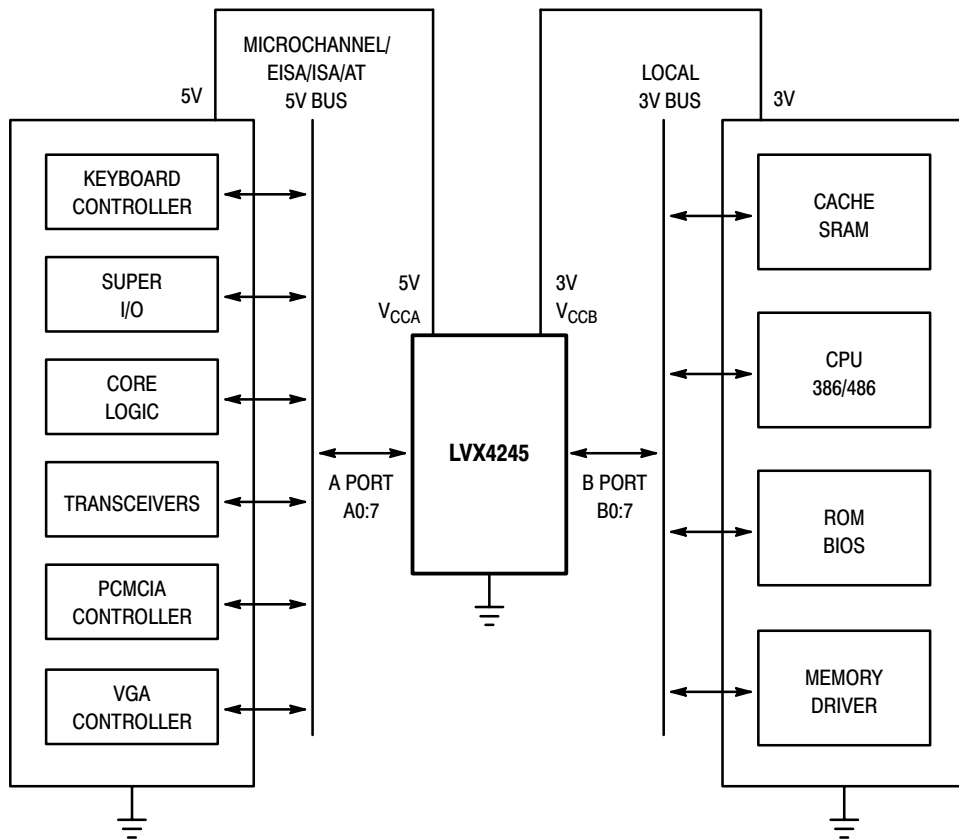 MICROCHANNEL/
EISA/ISA/AT
5V BUS
5V
LOCAL
3V BUS
3V
KEYBOARD
CONTROLLER
SUPER
I/O
CORE
LOGIC
TRANSCEIVERS
PCMCIA
CONTROLLER
VGA
CONTROLLER
5V
VCCA
3V
VCCB
LVX4245
A PORT
A0:7
B PORT
B0:7
CACHE
SRAM
CPU
386/486
ROM
BIOS
MEMORY
DRIVER